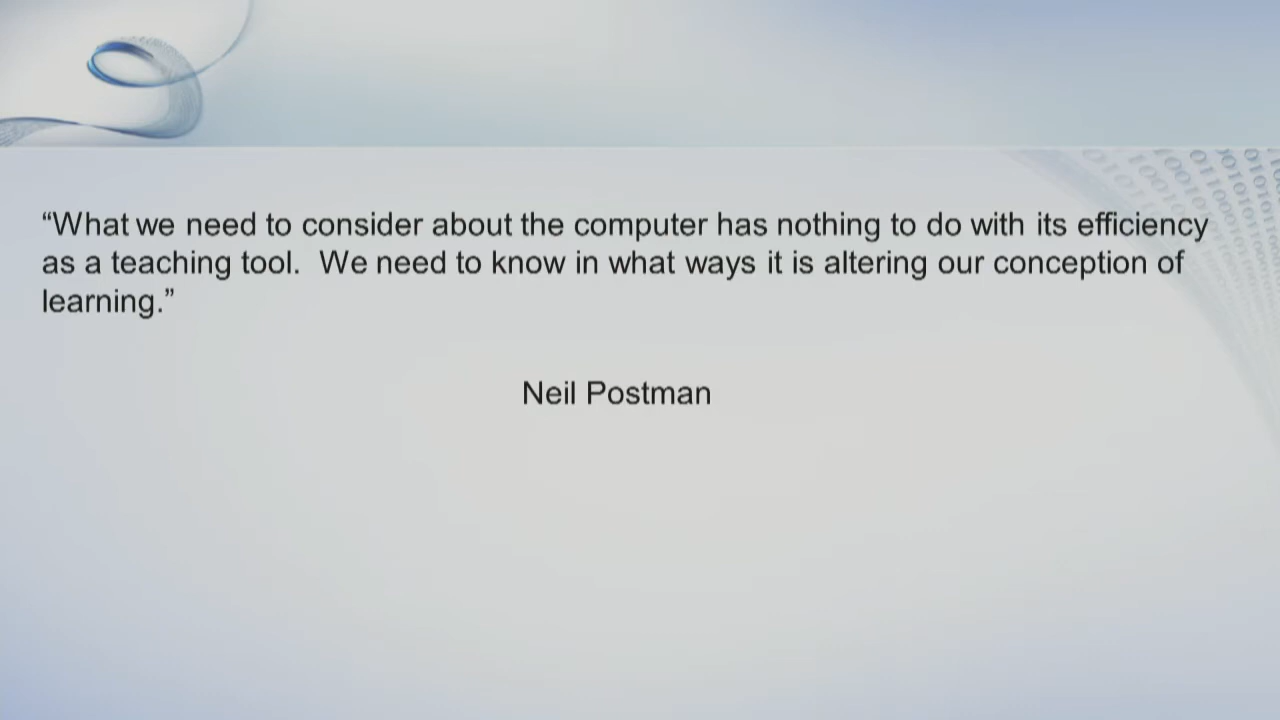 “What we need to consider about the computer has nothing to do with its efficiency
as a teaching tool.  We need to know in what ways it is altering our conception of
learning.”
Neil Postman